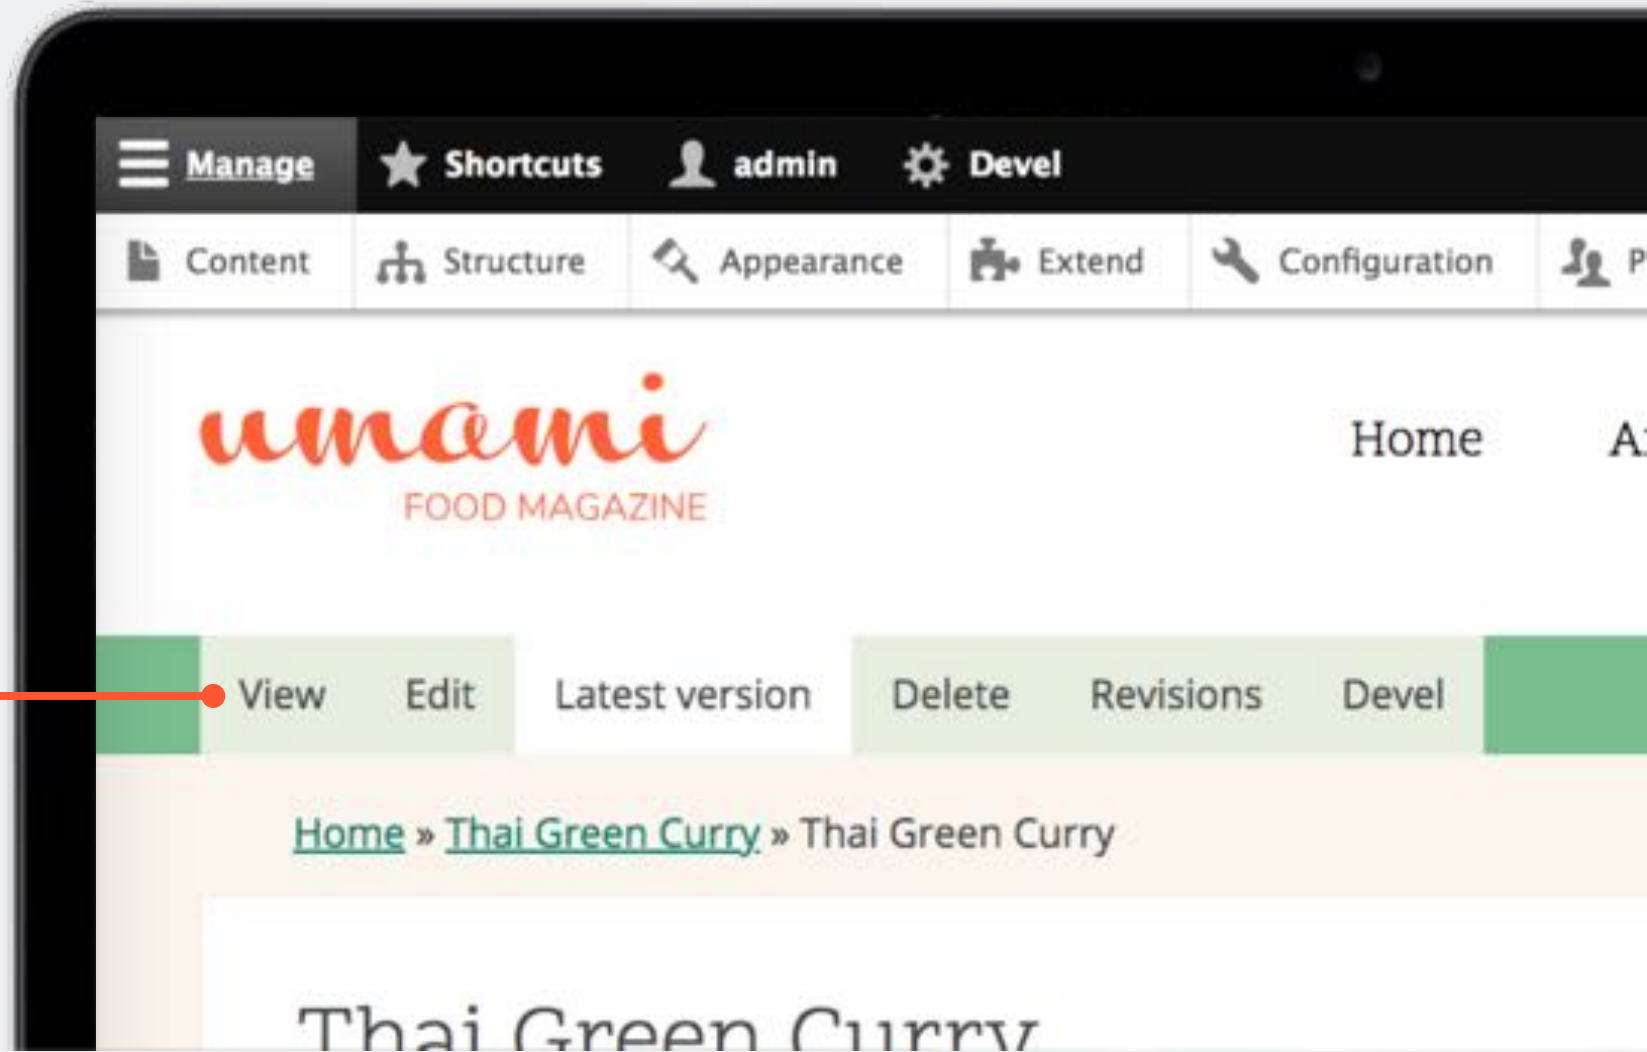 Manage Shortcuts admin Devel
Content Structure Appearance Extend Configuration P
umami
FOOD MAGAZINE
Home
View Edit Latest version Delete Revisions Devel
Home » Thai Green Curry » Thai Green Curry
Thai Green Curry